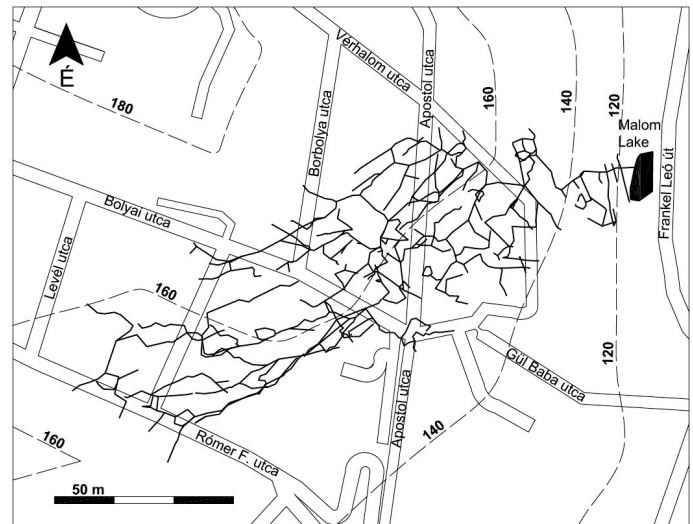 É
180
Vérhalom utca
Apostol utca
160
140
120
Malom
Lake
Borbolya utca
Frankel Leó út
Bolyai utca
Levél utca
160
120
Gül Baba utca
Apostol utca
140
Rómer F. utca
160
50 m